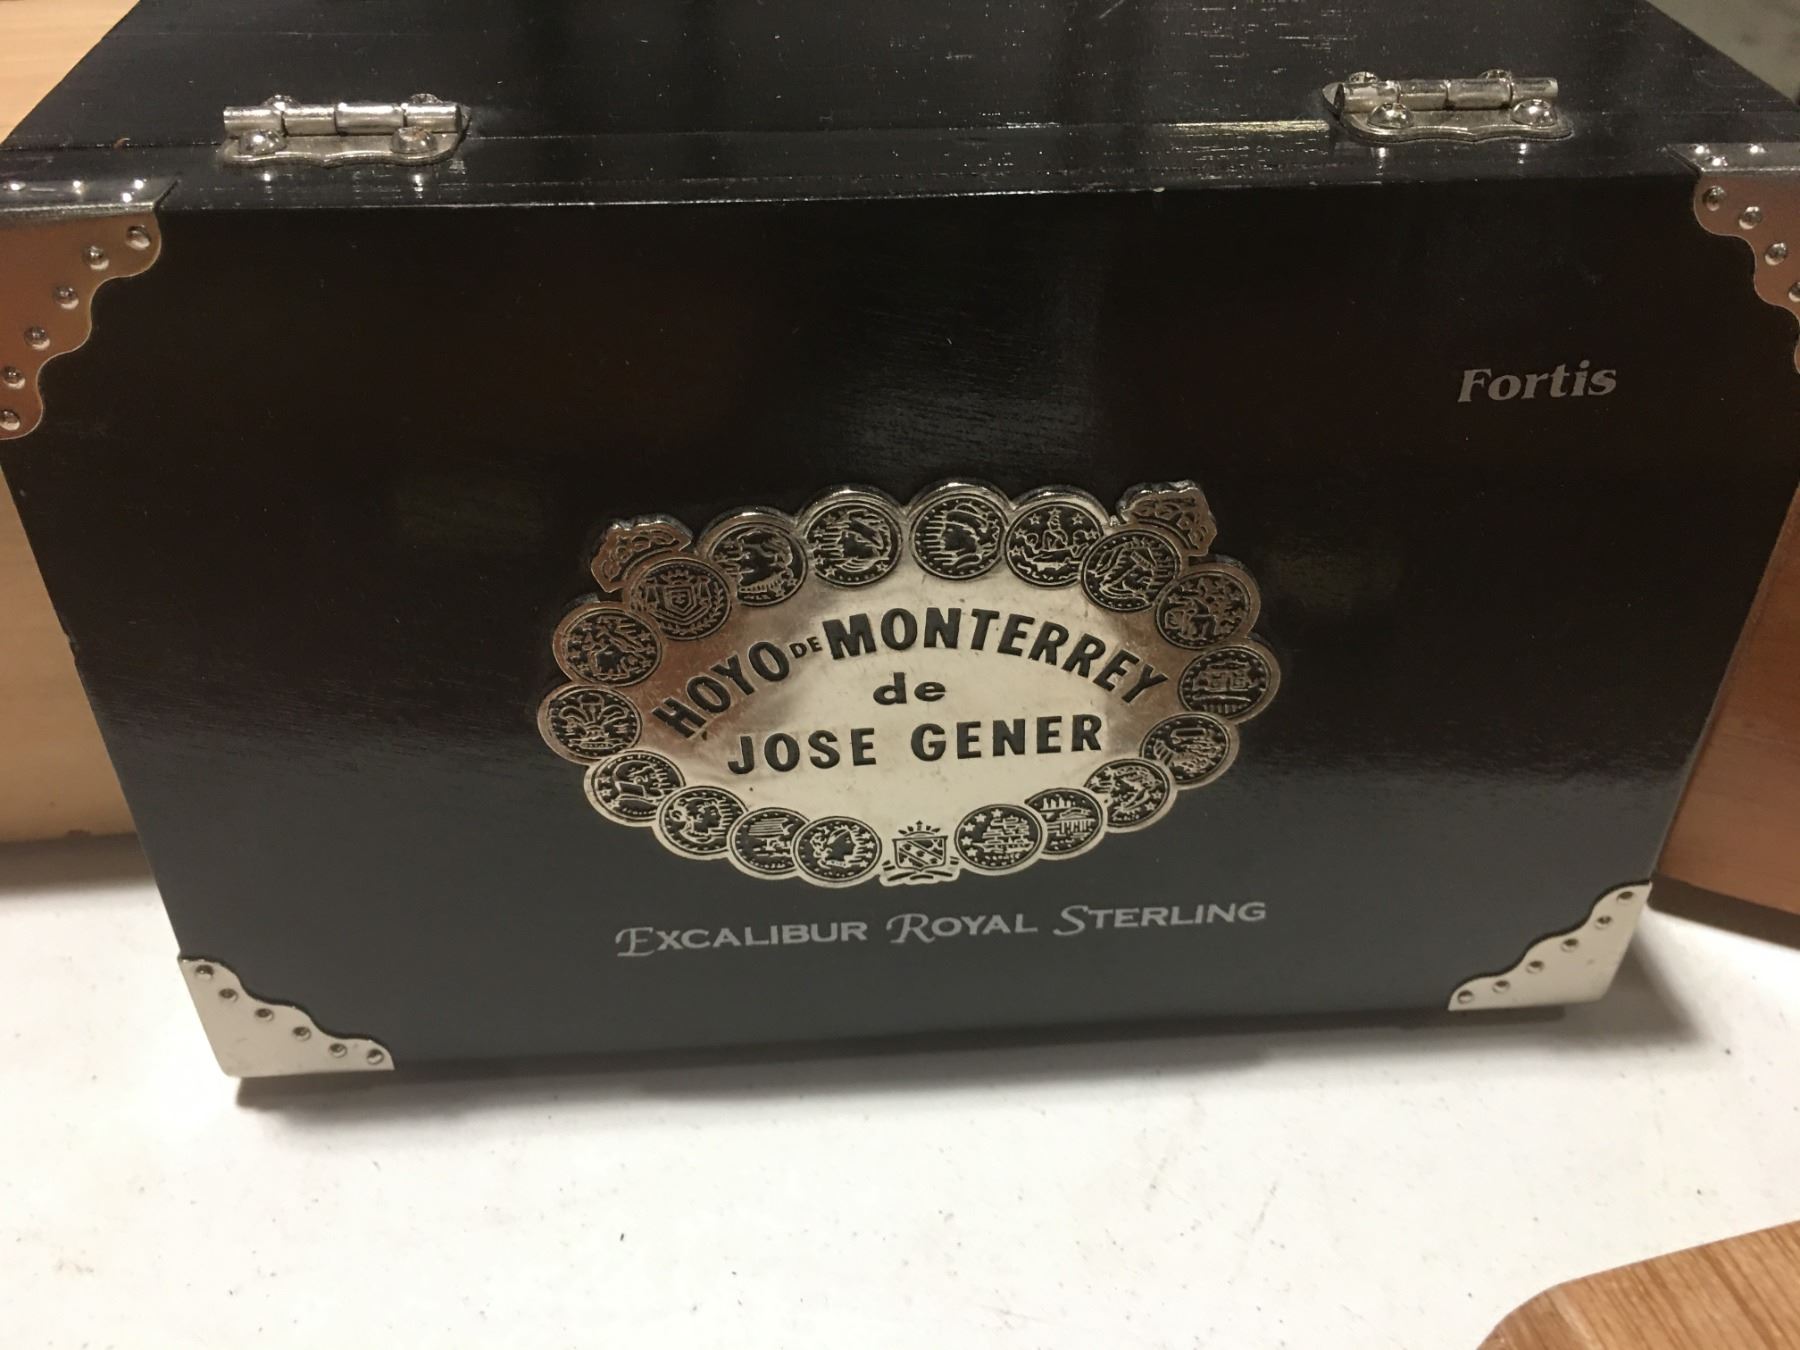 Fortis
HOYO DE MONTERREY
de
JOSE GENER
EXCALIBUR ROYAL STERLING